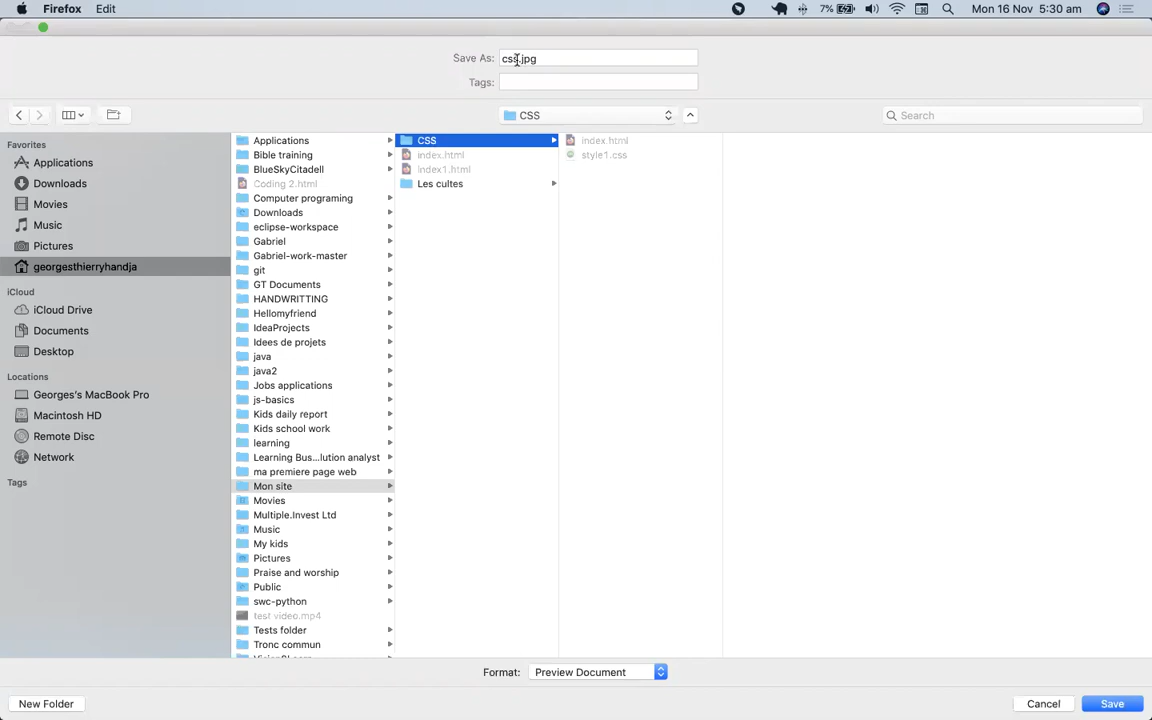 Firefox Edit 7% Mon 16 Nov 5:30 am
Save As: css.jpg
Tags:
CSS
Search
Favorites
Applications
Downloads
Movies
Music
Pictures
georgesthierryhandja
iCloud
iCloud Drive
Documents
Desktop
Locations
Georges's MacBook Pro
Macintosh HD
Remote Disc
Network
Tags
Applications
Bible training
BlueSkyCitadell
Coding 2.html
Computer programing
Downloads
eclipse-workspace
Gabriel
Gabriel-work-master
git
GT Documents
HANDWRITTING
Hellomyfriend
IdeaProjects
Idees de projets
java
java2
Jobs applications
js-basics
Kids daily report
Kids school work
learning
Learning Bus...lution analyst
ma premiere page web
Mon site
Movies
Multiple.Invest Ltd
Music
My kids
Pictures
Praise and worship
Public
swc-python
test video.mp4
Tests folder
Tronc commun
CSS
index.html
index1.html
Les cultes
index.html
style1.css
Format: Preview Document
New Folder
Cancel
Save